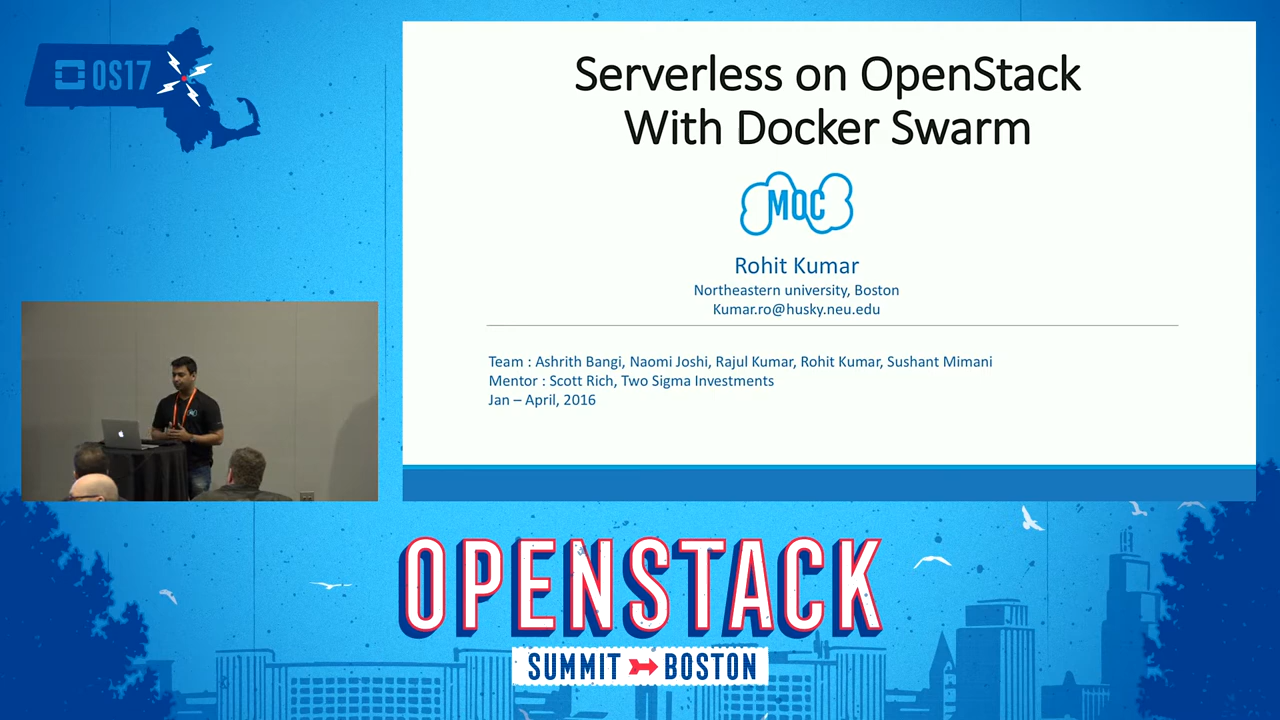 OS17
Serverless on OpenStack
With Docker Swarm
MOC
Rohit Kumar
Northeastern university, Boston
Kumar.ro@husky.neu.edu
Team : Ashrith Bangi, Naomi Joshi, Rajul Kumar, Rohit Kumar, Sushant Mimani
Mentor : Scott Rich, Two Sigma Investments
Jan – April, 2016
OPENSTACK
SUMMIT BOSTON